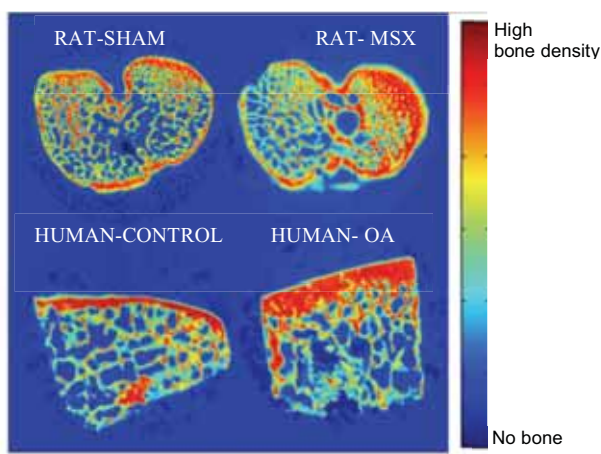 RAT-SHAM
RAT- MSX
HUMAN-CONTROL
HUMAN- OA
High
bone density
No bone